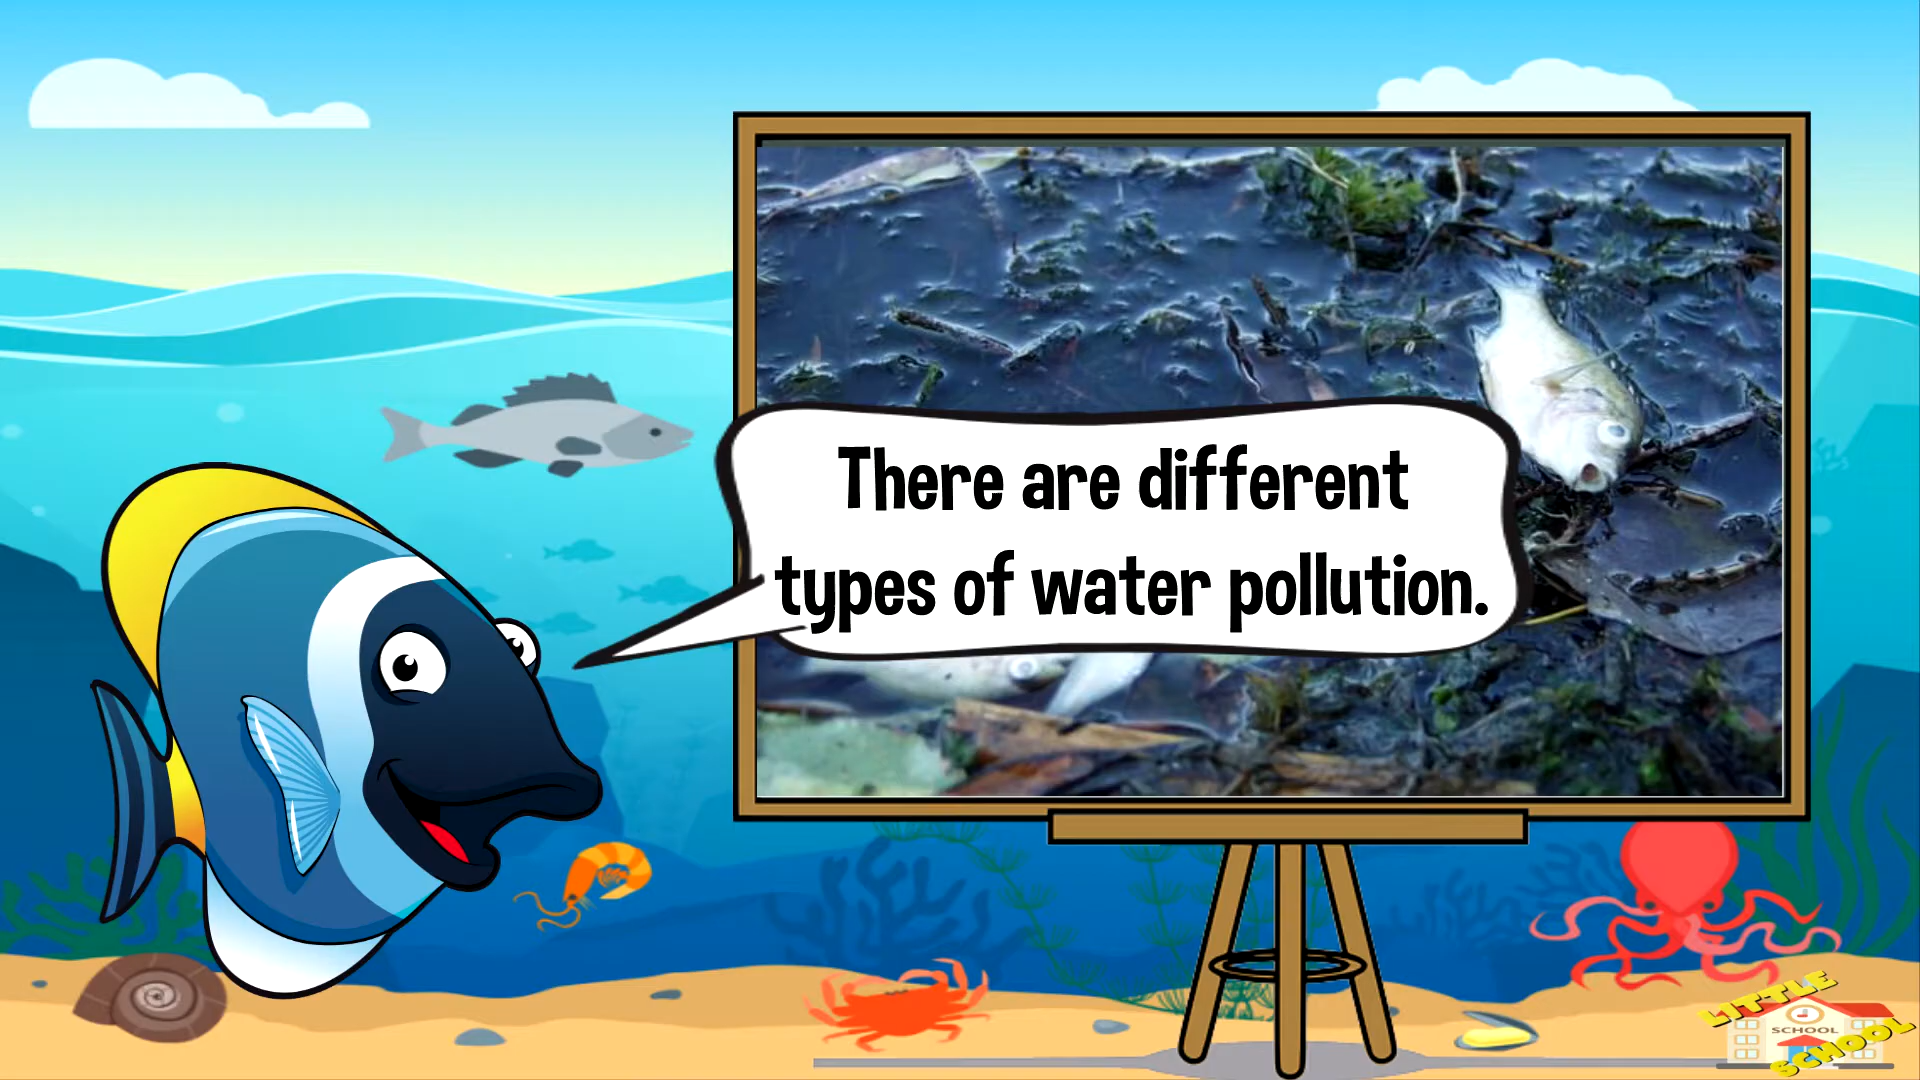 There are different
types of water pollution.
LITTLE
SCHOOL
SCHOOL